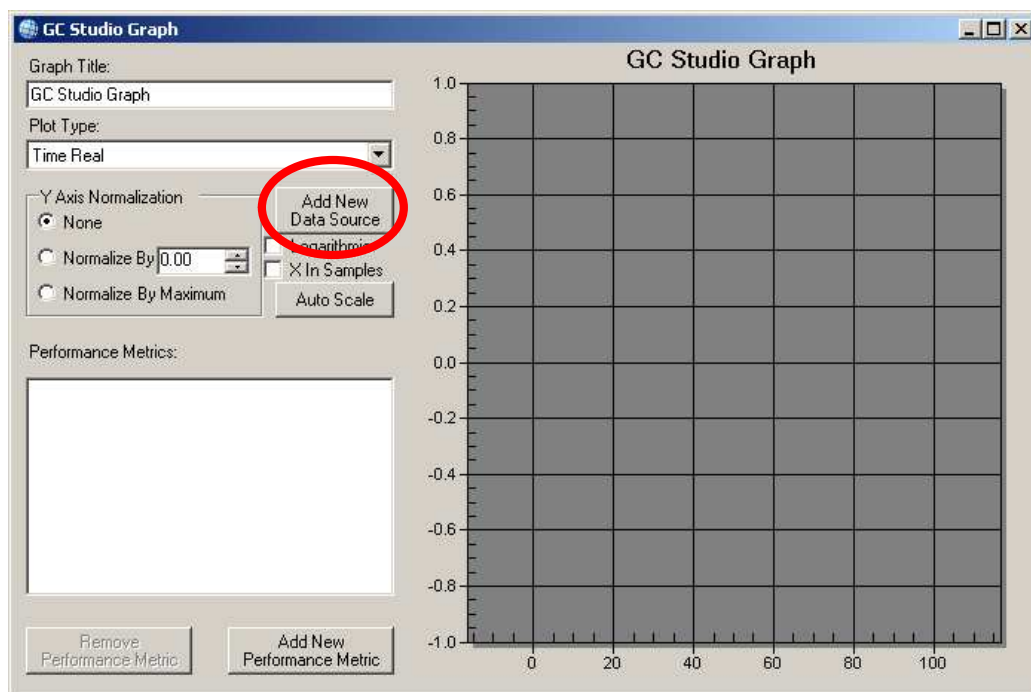 GC Studio Graph
Graph Title:
GC Studio Graph
Plot Type:
Time Real
Y Axis Normalization
None
Normalize By 0.00
Normalize By Maximum
Add New
Data Source
Logarithmic
X In Samples
Auto Scale
Performance Metrics:
Remove
Performance Metric
Add New
Performance Metric
GC Studio Graph
1.0
0.8
0.6
0.4
0.2
0.0
-0.2
-0.4
-0.6
-0.8
-1.0
0 20 40 60 80 100